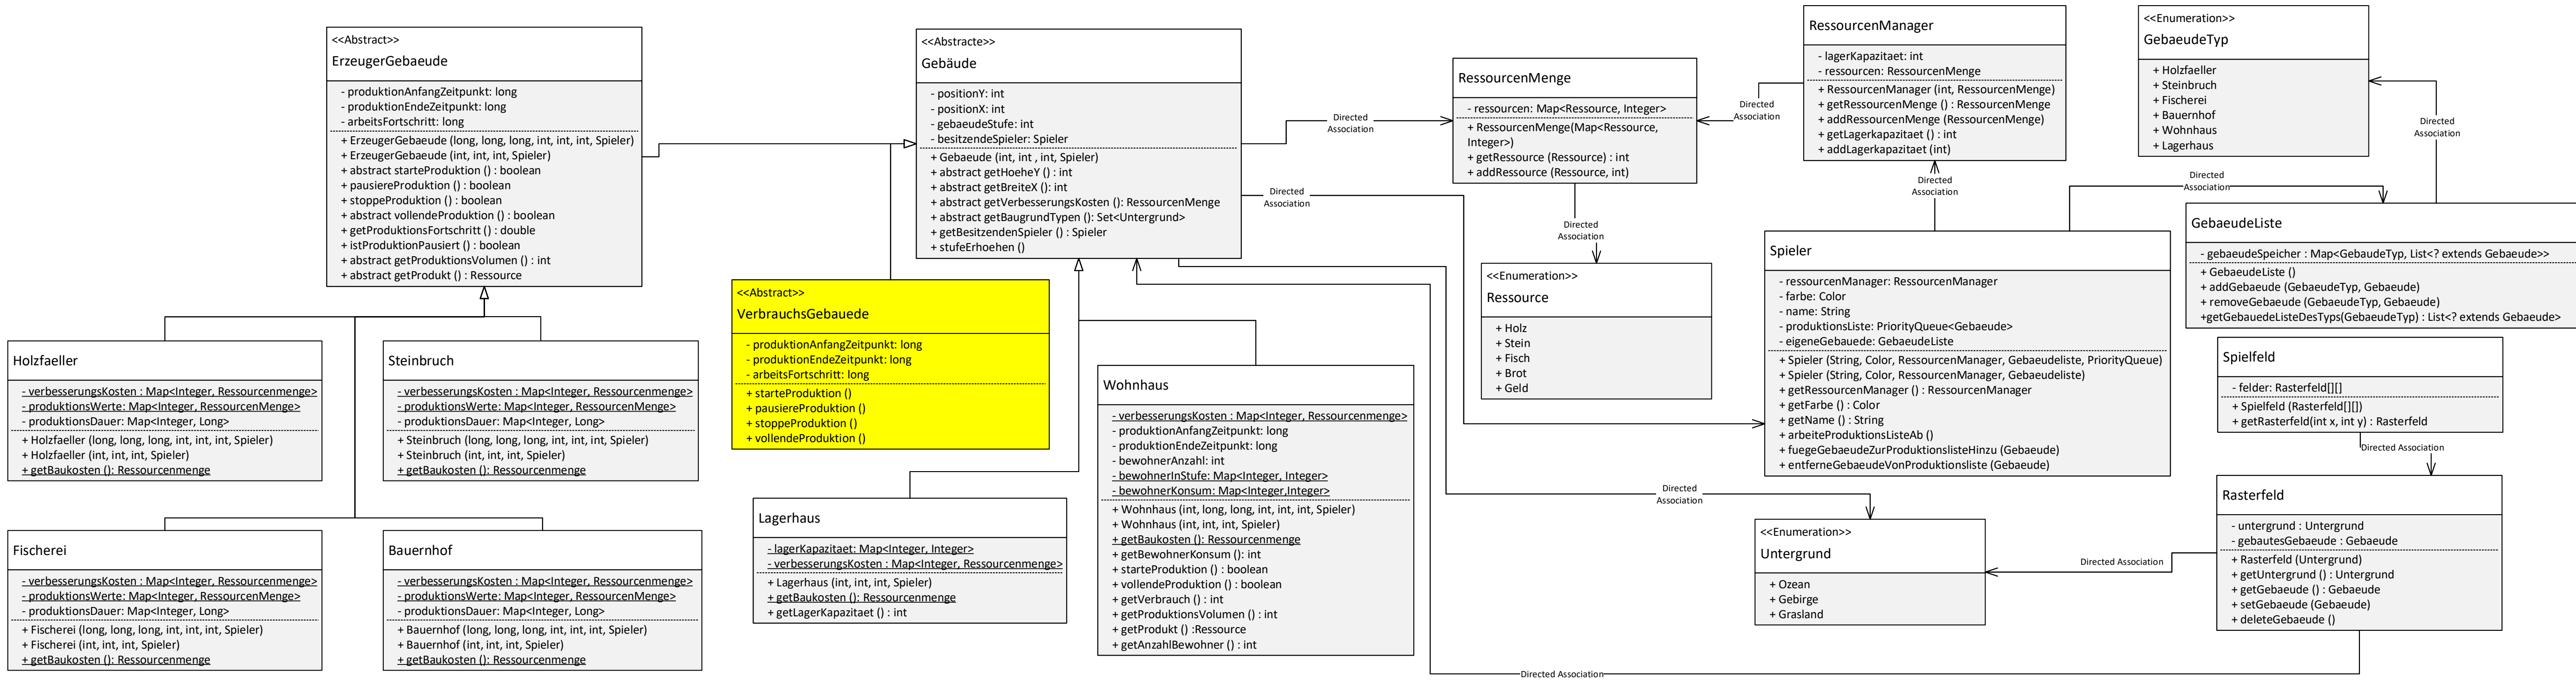 <<Abstract>>
ErzeugerGebaeude
- produktionAnfangZeitpunkt: long
- produktionEndeZeitpunkt: long
- arbeitsFortschritt: long
+ ErzeugerGebaeude (long, long, long, int, int, int, Spieler)
+ ErzeugerGebaeude (int, int, int, Spieler)
+ abstract starteProduktion () : boolean
+ pausiereProduktion () : boolean
+ stoppeProduktion () : boolean
+ abstract vollendeProduktion () : boolean
+ getProduktionsFortschritt () : double
+ istProduktionPausiert () : boolean
+ abstract getProduktionsVolumen () : int
+ abstract getProdukt () : Ressource
<<Abstracte>>
Gebäude
- positionY: int
- positionX: int
- gebaeudeStufe: int
- besitzendeSpieler: Spieler
+ Gebaeude (int, int , int, Spieler)
+ abstract getHoeheY () : int
+ abstract getBreiteX (): int
+ abstract getVerbesserungsKosten (): RessourcenMenge
+ abstract getBaugrundTypen (): Set<Untergrund>
+ getBesitzendenSpieler () : Spieler
+ stufeErhoehen ()
Directed
Association
Directed
Association
RessourcenMenge
- ressourcen: Map<Ressource, Integer>
+ RessourcenMenge(Map<Ressource,
Integer>)
+ getRessource (Ressource) : int
+ addRessource (Ressource, int)
Directed
Association
Directed
Association
RessourcenManager
- lagerKapazitaet: int
- ressourcen: RessourcenMenge
+ RessourcenManager (int, RessourcenMenge)
+ getRessourcenMenge () : RessourcenMenge
+ addRessourcenMenge (RessourcenMenge)
+ getLagerkapazitaet () : int
+ addLagerkapazitaet (int)
Directed
Association
<<Enumeration>>
GebaeudeTyp
+ Holzfaeller
+ Steinbruch
+ Fischerei
+ Bauernhof
+ Wohnhaus
+ Lagerhaus
Directed
Association
Directed
Association
GebaeudeListe
- gebaeudeSpeicher : Map<GebaudeTyp, List<? extends Gebaeude>>
+ GebaeudeListe ()
+ addGebaeude (GebaeudeTyp, Gebaeude)
+ removeGebaeude (GebaeudeTyp, Gebaeude)
+getGebauedeListeDesTyps(GebaeudeTyp) : List<? extends Gebaeude>
<<Enumeration>>
Ressource
+ Holz
+ Stein
+ Fisch
+ Brot
+ Geld
Spieler
- ressourcenManager: RessourcenManager
- farbe: Color
- name: String
- produktionsListe: PriorityQueue<Gebaeude>
- eigeneGebauede: GebaeudeListe
+ Spieler (String, Color, RessourcenManager, Gebaeudeliste, PriorityQueue)
+ Spieler (String, Color, RessourcenManager, Gebaeudeliste)
+ getRessourcenManager () : RessourcenManager
+ getFarbe () : Color
+ getName () : String
+ arbeiteProduktionsListeAb ()
+ fuegeGebaeudeZurProduktionslisteHinzu (Gebaeude)
+ entferneGebaeudeVonProduktionsliste (Gebaeude)
Spielfeld
- felder: Rasterfeld[][]
+ Spielfeld (Rasterfeld[][])
+ getRasterfeld(int x, int y) : Rasterfeld
Directed Association
Rasterfeld
- untergrund : Untergrund
- gebautesGebaeude : Gebaeude
+ Rasterfeld (Untergrund)
+ getUntergrund () : Untergrund
+ getGebaeude () : Gebaeude
+ setGebaeude (Gebaeude)
+ deleteGebaeude ()
Directed Association
<<Enumeration>>
Untergrund
+ Ozean
+ Gebirge
+ Grasland
Directed
Association
Directed Association
<<Abstract>>
VerbrauchsGebauede
- produktionAnfangZeitpunkt: long
- produktionEndeZeitpunkt: long
- arbeitsFortschritt: long
+ starteProduktion ()
+ pausiereProduktion ()
+ stoppeProduktion ()
+ vollendeProduktion ()
Wohnhaus
- verbesserungsKosten : Map<Integer, Ressourcenmenge>
- produktionAnfangZeitpunkt: long
- produktionEndeZeitpunkt: long
- bewohnerAnzahl: int
- bewohnerInStufe: Map<Integer, Integer>
- bewohnerKonsum: Map<Integer,Integer>
+ Wohnhaus (int, long, long, int, int, int, Spieler)
+ Wohnhaus (int, int, int, Spieler)
+ getBaukosten (): Ressourcenmenge
+ getBewohnerKonsum (): int
+ starteProduktion () : boolean
+ vollendeProduktion () : boolean
+ getVerbrauch () : int
+ getProduktionsVolumen () : int
+ getProdukt () :Ressource
+ getAnzahlBewohner () : int
Lagerhaus
- lagerKapazitaet: Map<Integer, Integer>
- verbesserungsKosten : Map<Integer, Ressourcenmenge>
+ Lagerhaus (int, int, int, Spieler)
+ getBaukosten (): Ressourcenmenge
+ getLagerKapazitaet () : int
Holzfaeller
- verbesserungsKosten : Map<Integer, Ressourcenmenge>
- produktionsWerte: Map<Integer, RessourcenMenge>
- produktionsDauer: Map<Integer, Long>
+ Holzfaeller (long, long, long, int, int, int, Spieler)
+ Holzfaeller (int, int, int, Spieler)
+ getBaukosten (): Ressourcenmenge
Steinbruch
- verbesserungsKosten : Map<Integer, Ressourcenmenge>
- produktionsWerte: Map<Integer, RessourcenMenge>
- produktionsDauer: Map<Integer, Long>
+ Steinbruch (long, long, long, int, int, int, Spieler)
+ Steinbruch (int, int, int, Spieler)
+ getBaukosten (): Ressourcenmenge
Fischerei
- verbesserungsKosten : Map<Integer, Ressourcenmenge>
- produktionsWerte: Map<Integer, RessourcenMenge>
- produktionsDauer: Map<Integer, Long>
+ Fischerei (long, long, long, int, int, int, Spieler)
+ Fischerei (int, int, int, Spieler)
+ getBaukosten (): Ressourcenmenge
Bauernhof
- verbesserungsKosten : Map<Integer, Ressourcenmenge>
- produktionsWerte: Map<Integer, RessourcenMenge>
- produktionsDauer: Map<Integer, Long>
+ Bauernhof (long, long, long, int, int, int, Spieler)
+ Bauernhof (int, int, int, Spieler)
+ getBaukosten (): Ressourcenmenge